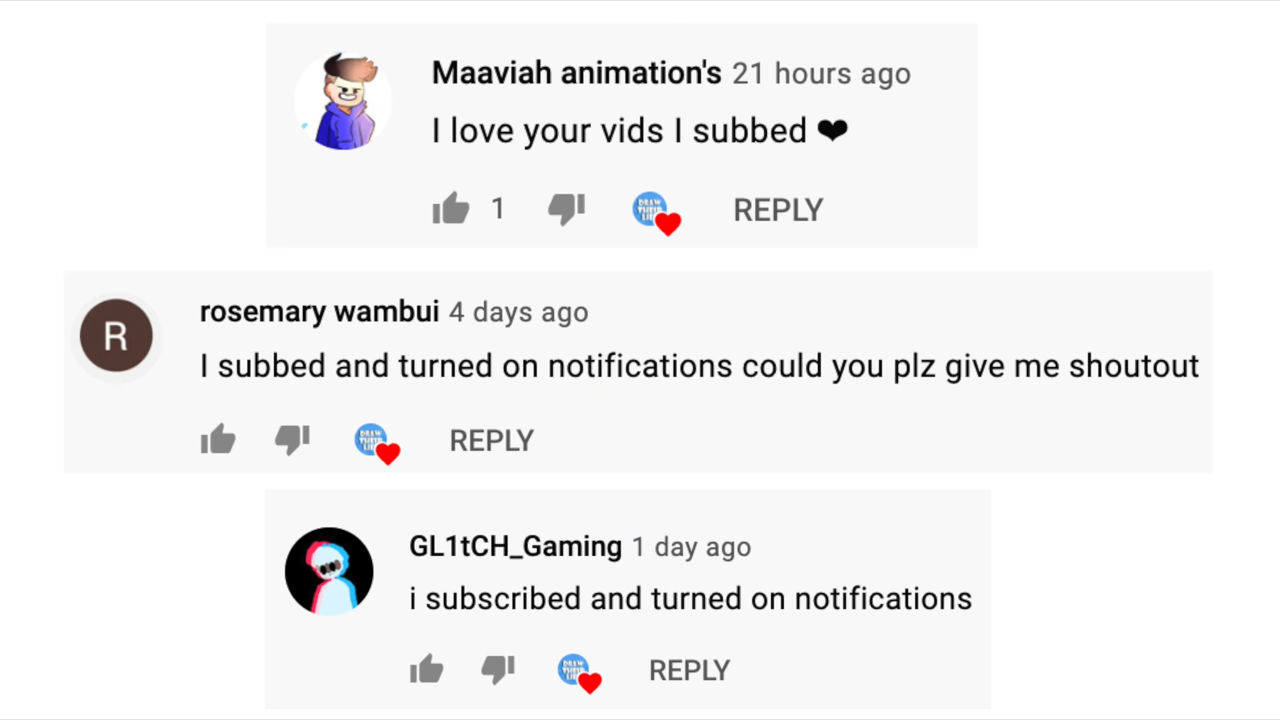 Maaviah animation's 21 hours ago
I love your vids I subbed ❤
1 REPLY
R
rosemary wambui 4 days ago
I subbed and turned on notifications could you plz give me shoutout
REPLY
GL1tCH_Gaming 1 day ago
i subscribed and turned on notifications
REPLY